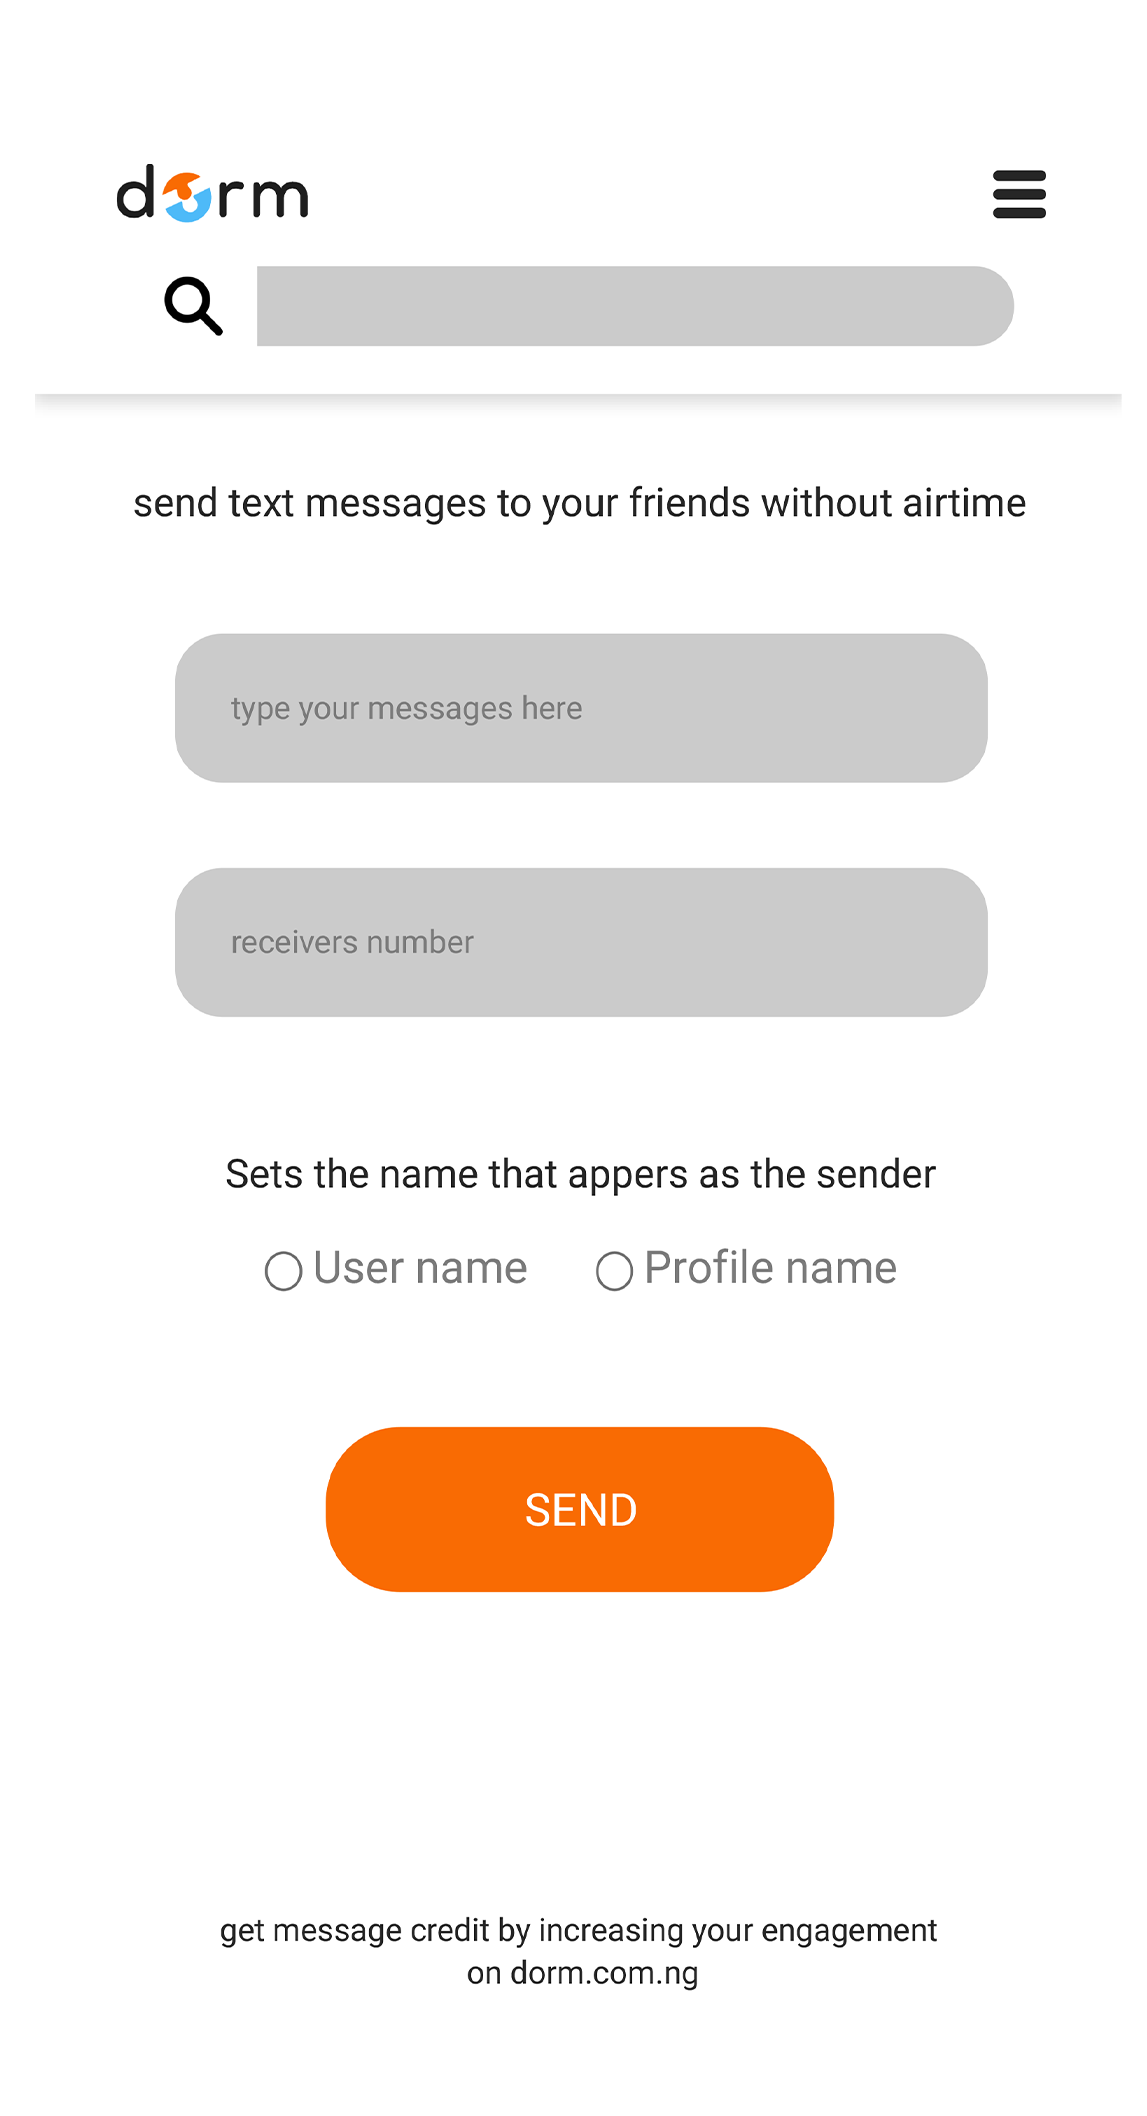 dorm
send text messages to your friends without airtime
type your messages here
receivers number
Sets the name that appers as the sender
User name
Profile name
SEND
get message credit by increasing your engagement
on dorm.com.ng